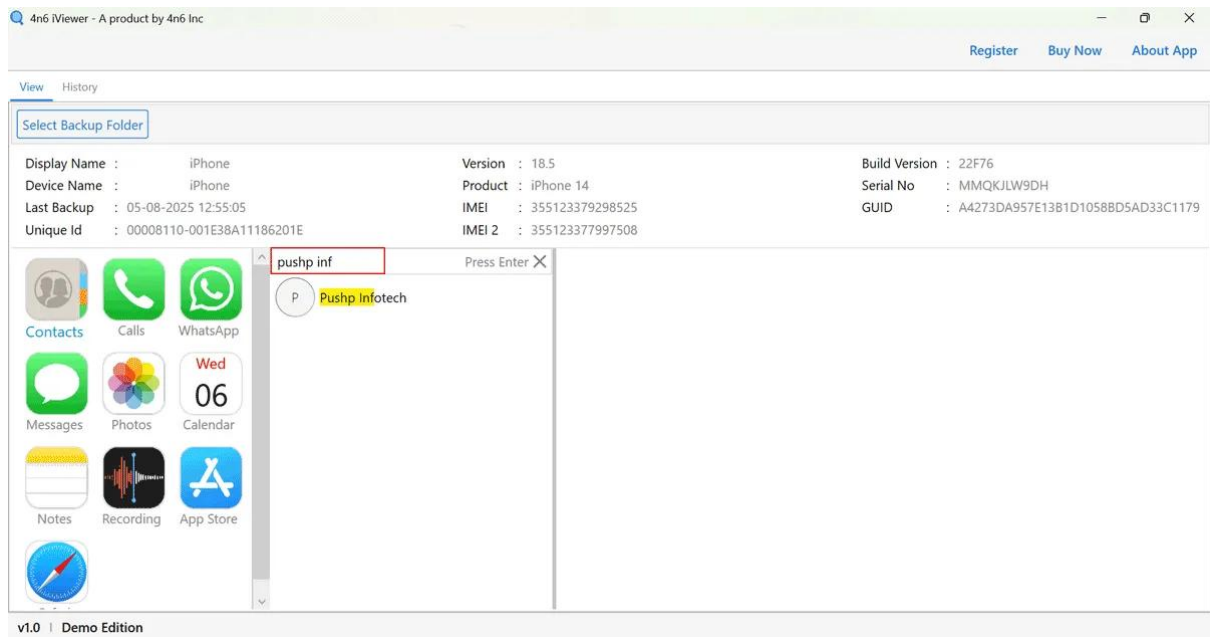 4n6 iViewer - A product by 4n6 Inc
Register Buy Now About App
View History
Select Backup Folder
Display Name : iPhone Version : 18.5 Build Version : 22F76
Device Name : iPhone Product : iPhone 14 Serial No : MMQKJLW9DH
Last Backup : 05-08-2025 12:55:05 IMEI : 355123379298525 GUID : A4273DA957E13B1D1058BD5AD33C1179
Unique Id : 00008110-001E38A11186201E IMEI 2 : 355123377997508
pushp inf Press Enter
P Pushp Infotech
Contacts Calls WhatsApp
Wed
06
Messages Photos Calendar
Notes Recording App Store
v1.0 | Demo Edition